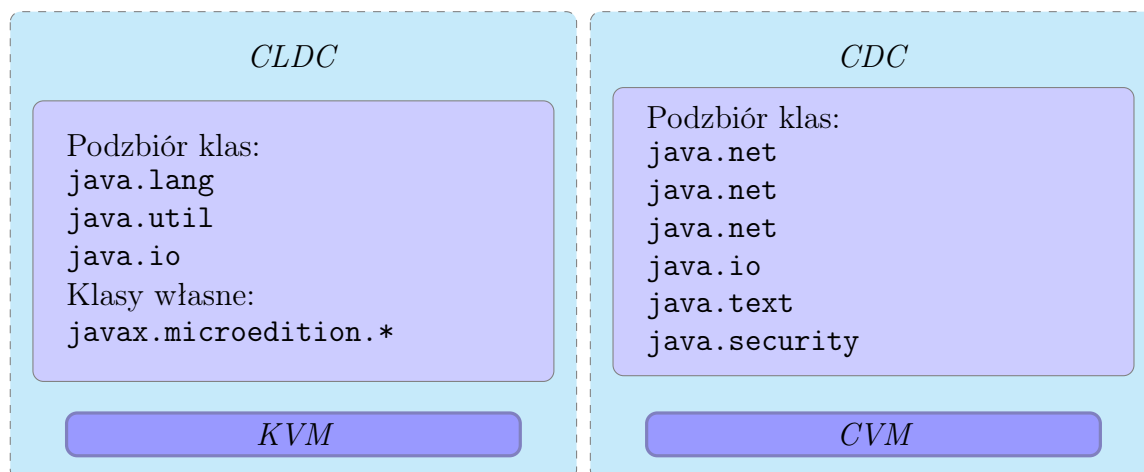 CLDC
Podzbiór klas:
java.lang
java.util
java.io
Klasy własne:
javax.microedition.*
KVM
CDC
Podzbiór klas:
java.net
java.net
java.net
java.io
java.text
java.security
CVM